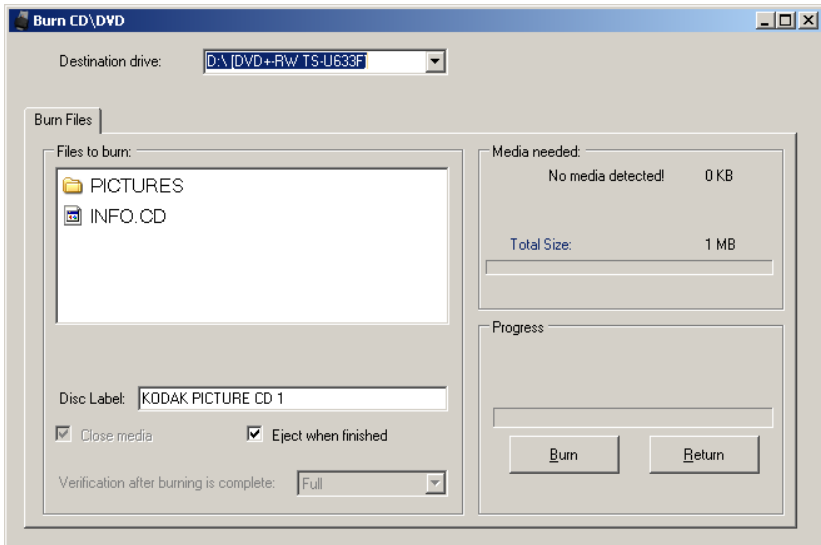 Burn CD\DVD
Destination drive: D:\ [DVD+-RW TS-U633F]
Burn Files
Files to burn:
PICTURES
INFO.CD
Disc Label: KODAK PICTURE CD 1
Close media Eject when finished
Verification after burning is complete: Full
Media needed:
No media detected! 0 KB
Total Size: 1 MB
Progress
Burn Return